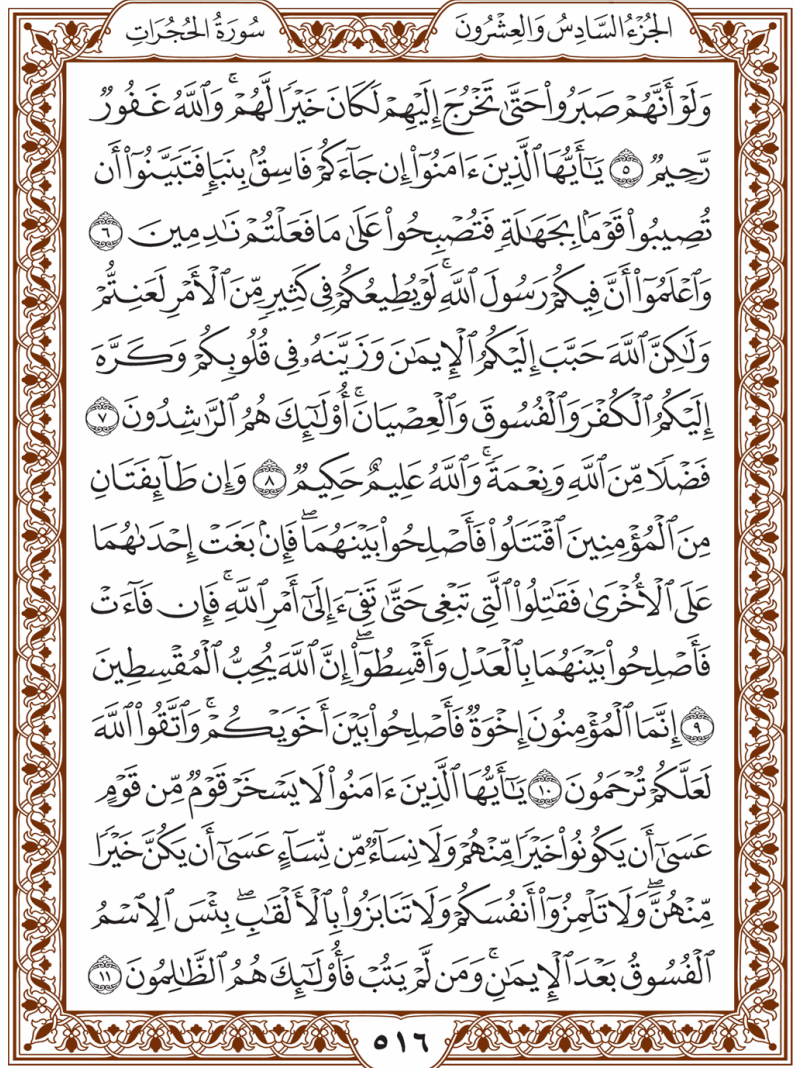 الجُزْءُ السَّادِسُ وَالعِشْرُونَ
سُورَةُ الحُجُرَاتِ
وَلَوْ أَنَّهُمْ صَبَرُوا۟ حَتَّىٰ تَخْرُجَ إِلَيْهِمْ لَكَانَ خَيْرًا لَّهُمْ ۚ وَٱللَّهُ غَفُورٌ
رَّحِيمٌ ٥ يَـٰٓأَيُّهَا ٱلَّذِينَ ءَامَنُوٓا۟ إِن جَآءَكُمْ فَاسِقٌۢ بِنَبَإٍ فَتَبَيَّنُوٓا۟ أَن
تُصِيبُوا۟ قَوْمًۢا بِجَهَـٰلَةٍ فَتُصْبِحُوا۟ عَلَىٰ مَا فَعَلْتُمْ نَـٰدِمِينَ ٦
وَٱعْلَمُوٓا۟ أَنَّ فِيكُمْ رَسُولَ ٱللَّهِ ۚ لَوْ يُطِيعُكُمْ فِى كَثِيرٍ مِّنَ ٱلْأَمْرِ لَعَنِتُّمْ
وَلَـٰكِنَّ ٱللَّهَ حَبَّبَ إِلَيْكُمُ ٱلْإِيمَـٰنَ وَزَيَّنَهُۥ فِى قُلُوبِكُمْ وَكَرَّهَ
إِلَيْكُمُ ٱلْكُفْرَ وَٱلْفُسُوقَ وَٱلْعِصْيَانَ ۚ أُو۟لَـٰٓئِكَ هُمُ ٱلرَّٰشِدُونَ ٧
فَضْلًا مِّنَ ٱللَّهِ وَنِعْمَةً ۚ وَٱللَّهُ عَلِيمٌ حَكِيمٌ ٨ وَإِن طَآئِفَتَانِ
مِنَ ٱلْمُؤْمِنِينَ ٱقْتَتَلُوا۟ فَأَصْلِحُوا۟ بَيْنَهُمَا ۖ فَإِنۢ بَغَتْ إِحْدَىٰهُمَا
عَلَى ٱلْأُخْرَىٰ فَقَـٰتِلُوا۟ ٱلَّتِى تَبْغِى حَتَّىٰ تَفِىٓءَ إِلَىٰٓ أَمْرِ ٱللَّهِ ۚ فَإِن فَآءَتْ
فَأَصْلِحُوا۟ بَيْنَهُمَا بِٱلْعَدْلِ وَأَقْسِطُوٓا۟ ۖ إِنَّ ٱللَّهَ يُحِبُّ ٱلْمُقْسِطِينَ
٩ إِنَّمَا ٱلْمُؤْمِنُونَ إِخْوَةٌ فَأَصْلِحُوا۟ بَيْنَ أَخَوَيْكُمْ ۚ وَٱتَّقُوا۟ ٱللَّهَ
لَعَلَّكُمْ تُرْحَمُونَ ١٠ يَـٰٓأَيُّهَا ٱلَّذِينَ ءَامَنُوا۟ لَا يَسْخَرْ قَوْمٌ مِّن قَوْمٍ
عَسَىٰٓ أَن يَكُونُوا۟ خَيْرًا مِّنْهُمْ وَلَا نِسَآءٌ مِّن نِّسَآءٍ عَسَىٰٓ أَن يَكُنَّ خَيْرًا
مِّنْهُنَّ ۖ وَلَا تَلْمِزُوٓا۟ أَنفُسَكُمْ وَلَا تَنَابَزُوا۟ بِٱلْأَلْقَـٰبِ ۖ بِئْسَ ٱلِٱسْمُ
ٱلْفُسُوقُ بَعْدَ ٱلْإِيمَـٰنِ ۚ وَمَن لَّمْ يَتُبْ فَأُو۟لَـٰٓئِكَ هُمُ ٱلظَّـٰلِمُونَ ١١
٥١٦